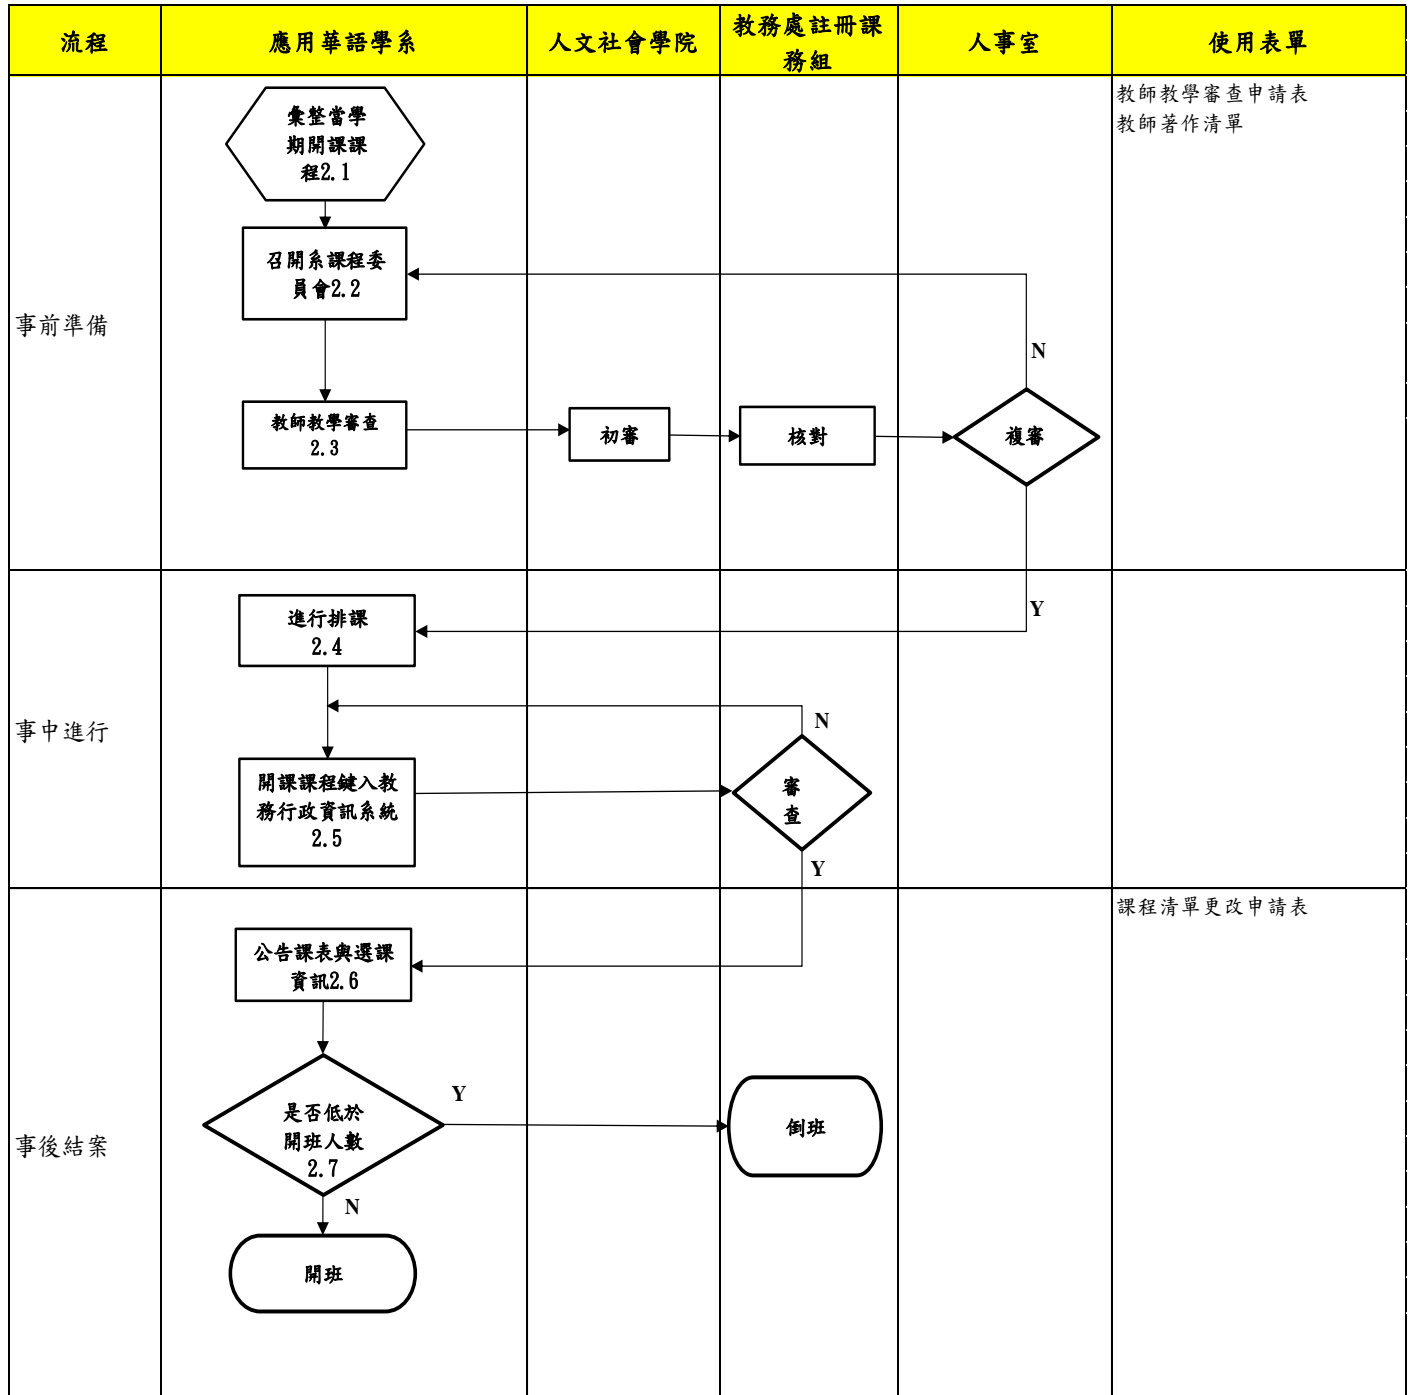 流程
應用華語學系
人文社會學院
教務處註冊課
務組
人事室
使用表單
事前準備
彙整當學
期開課課
程2.1
召開系課程委
員會2.2
教師教學審查
2.3
初審
核對
複審
N
Y
教師教學審查申請表
教師著作清單
事中進行
進行排課
2.4
開課課程鍵入教
務行政資訊系統
2.5
審
查
N
Y
事後結案
公告課表與選課
資訊2.6
是否低於
開班人數
2.7
Y
N
倒班
開班
課程清單更改申請表